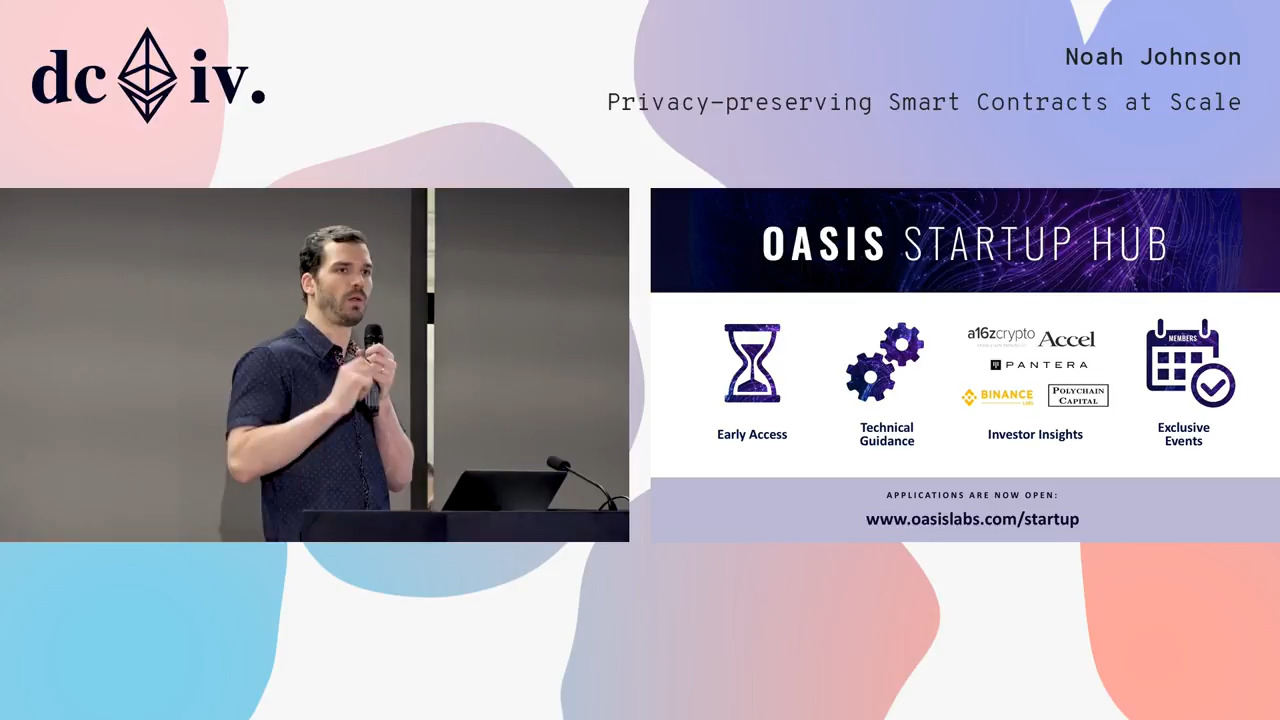 dc iv.
Noah Johnson
Privacy-preserving Smart Contracts at Scale
OASIS STARTUP HUB
a16zcrypto
Accel
PANTERA
BINANCE
LABS
POLYCHAIN
CAPITAL
MEMBERS
Early Access
Technical
Guidance
Investor Insights
Exclusive
Events
APPLICATIONS ARE NOW OPEN:
www.oasislabs.com/startup